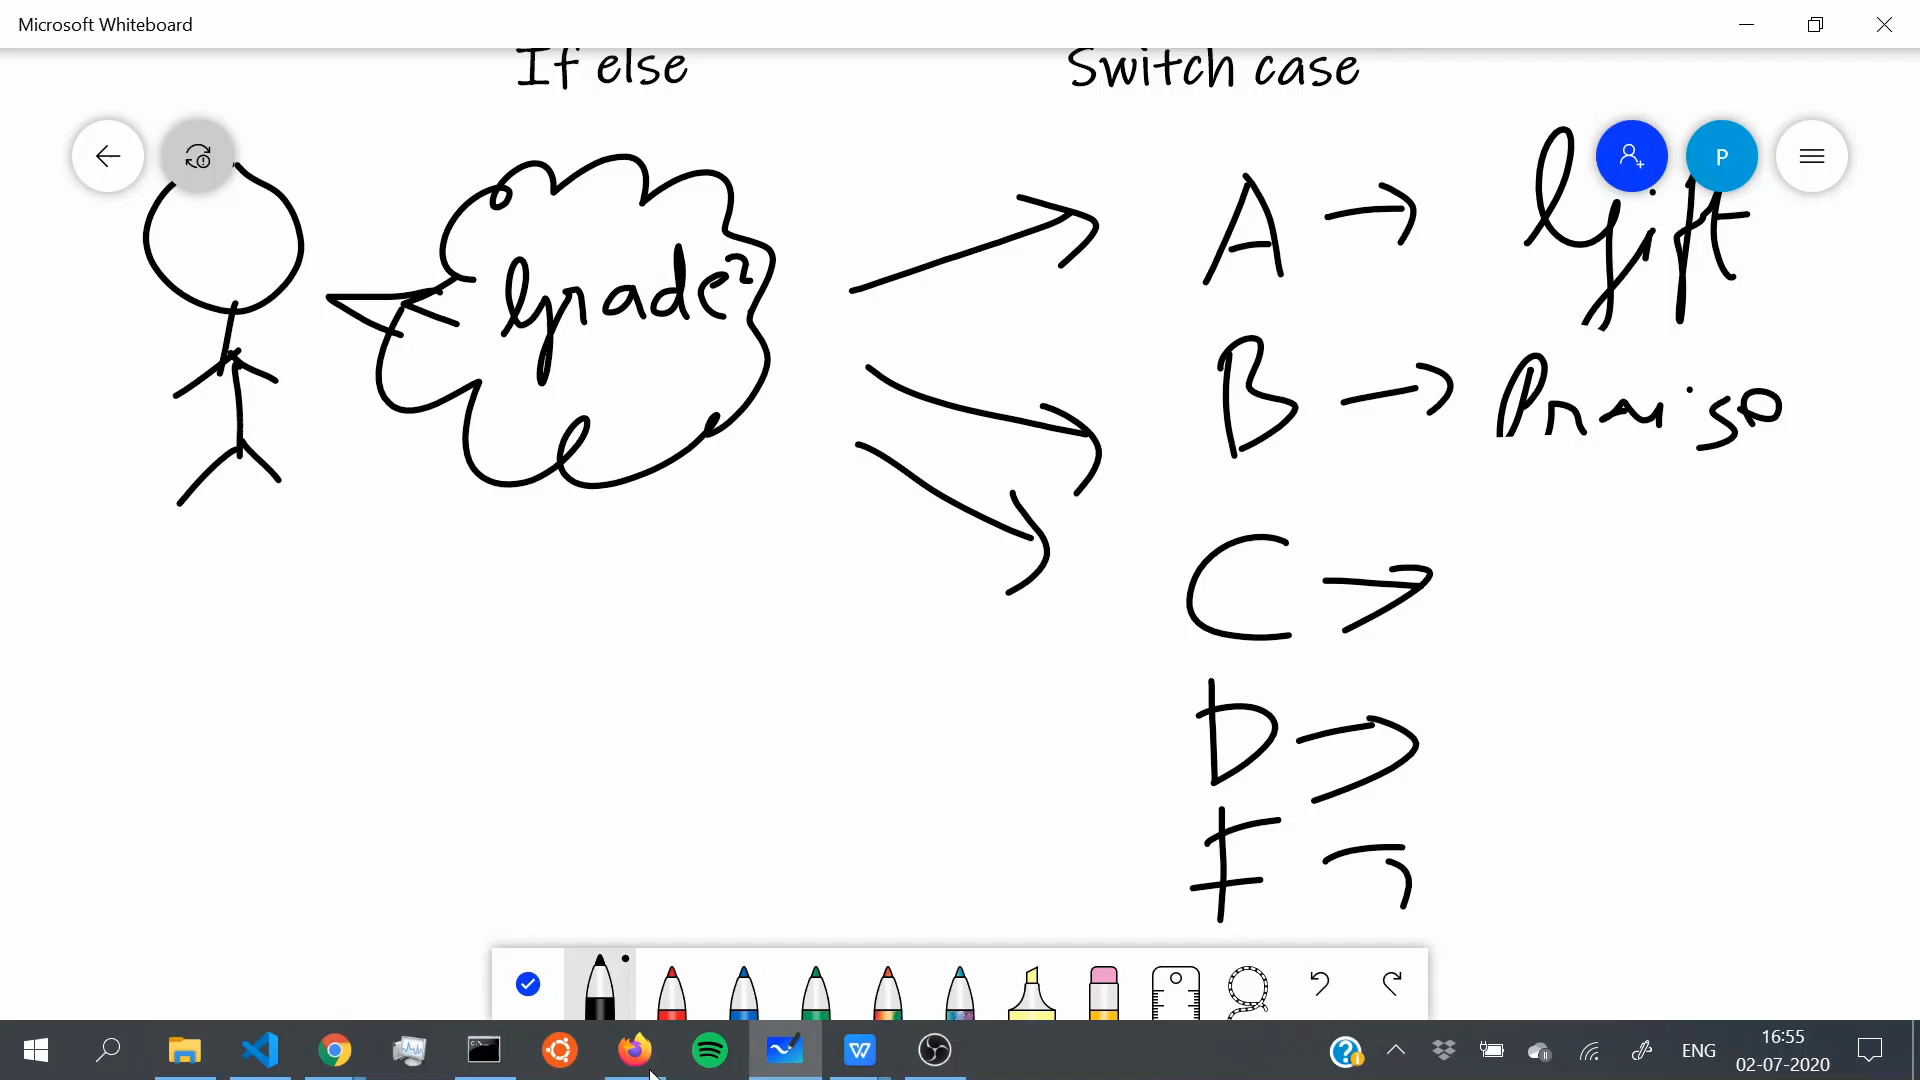 Microsoft Whiteboard
If else
Switch case
P
Grade?
A → Gift
B → Praise
C →
D →
F →
ENG
16:55
02-07-2020